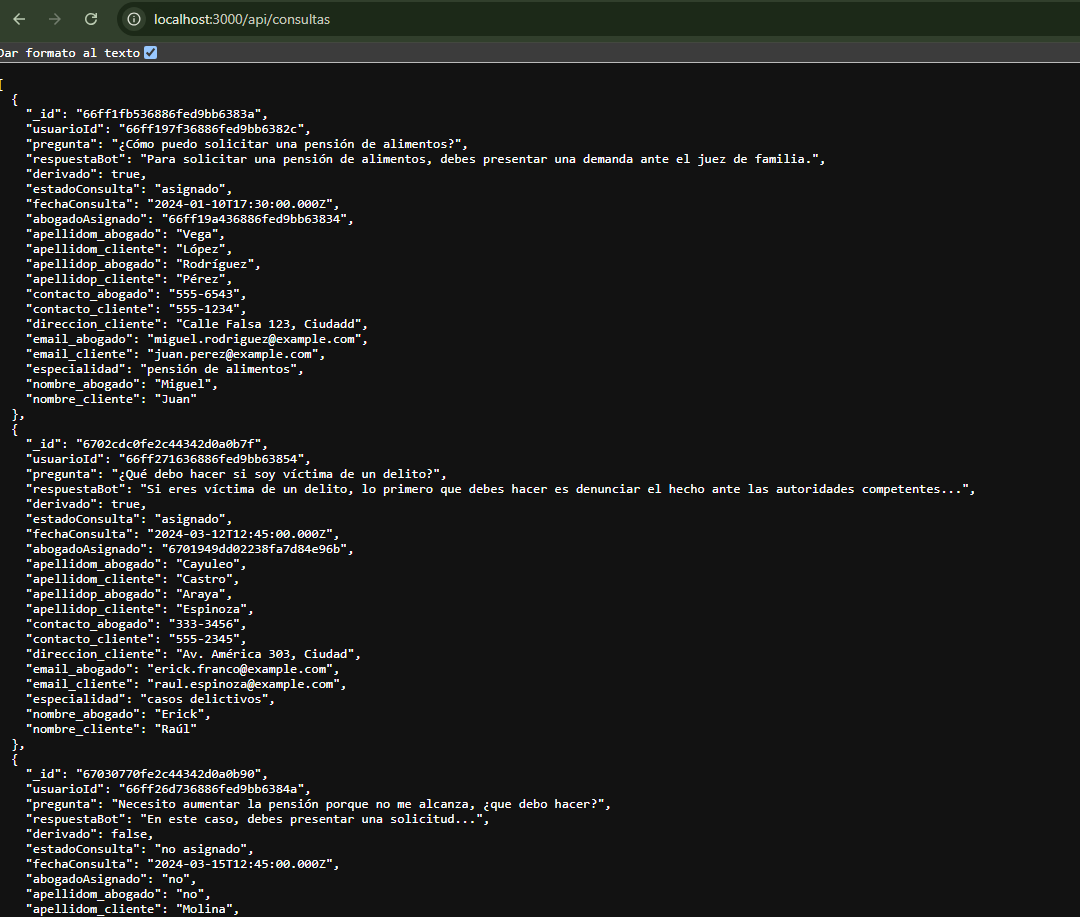 localhost:3000/api/consultas
Dar formato al texto
[
{
"_id": "66ff1fb536886fed9bb6383a",
"usuarioId": "66ff197f36886fed9bb6382c",
"pregunta": "¿Cómo puedo solicitar una pensión de alimentos?",
"respuestaBot": "Para solicitar una pensión de alimentos, debes presentar una demanda ante el juez de familia.",
"derivado": true,
"estadoConsulta": "asignado",
"fechaConsulta": "2024-01-10T17:30:00.000Z",
"abogadoAsignado": "66ff19a436886fed9bb63834",
"apellidom_abogado": "Vega",
"apellidom_cliente": "López",
"apellidop_abogado": "Rodríguez",
"apellidop_cliente": "Pérez",
"contacto_abogado": "555-6543",
"contacto_cliente": "555-1234",
"direccion_cliente": "Calle Falsa 123, Ciudadd",
"email_abogado": "miguel.rodriguez@example.com",
"email_cliente": "juan.perez@example.com",
"especialidad": "pensión de alimentos",
"nombre_abogado": "Miguel",
"nombre_cliente": "Juan"
},
{
"_id": "6702cdc0fe2c44342d0a0b7f",
"usuarioId": "66ff271636886fed9bb63854",
"pregunta": "¿Qué debo hacer si soy víctima de un delito?",
"respuestaBot": "Si eres víctima de un delito, lo primero que debes hacer es denunciar el hecho ante las autoridades competentes...",
"derivado": true,
"estadoConsulta": "asignado",
"fechaConsulta": "2024-03-12T12:45:00.000Z",
"abogadoAsignado": "6701949dd02238fa7d84e96b",
"apellidom_abogado": "Cayuleo",
"apellidom_cliente": "Castro",
"apellidop_abogado": "Araya",
"apellidop_cliente": "Espinoza",
"contacto_abogado": "333-3456",
"contacto_cliente": "555-2345",
"direccion_cliente": "Av. América 303, Ciudad",
"email_abogado": "erick.franco@example.com",
"email_cliente": "raul.espinoza@example.com",
"especialidad": "casos delictivos",
"nombre_abogado": "Erick",
"nombre_cliente": "Raúl"
},
{
"_id": "67030770fe2c44342d0a0b90",
"usuarioId": "66ff26d736886fed9bb6384a",
"pregunta": "Necesito aumentar la pensión porque no me alcanza, ¿que debo hacer?",
"respuestaBot": "En este caso, debes presentar una solicitud...",
"derivado": false,
"estadoConsulta": "no asignado",
"fechaConsulta": "2024-03-15T12:45:00.000Z",
"abogadoAsignado": "no",
"apellidom_abogado": "no",
"apellidom_cliente": "Molina",